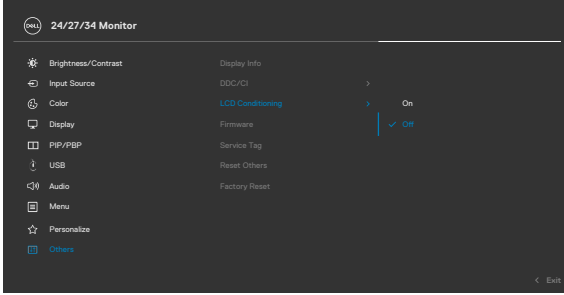 DELL 24/27/34 Monitor
Brightness/Contrast Display Info
Input Source DDC/CI >
Color LCD Conditioning > On
Display Firmware ✓ Off
PIP/PBP Service Tag
USB Reset Others
Audio Factory Reset
Menu
Personalize
Others
< Exit